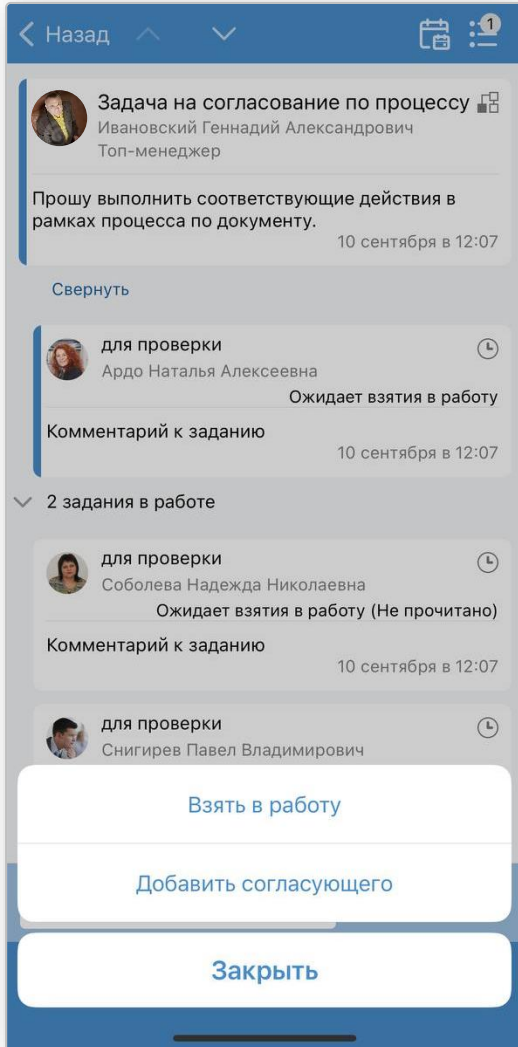 Назад
1
Задача на согласование по процессу
Ивановский Геннадий Александрович
Топ-менеджер
Прошу выполнить соответствующие действия в
рамках процесса по документу.
10 сентября в 12:07
Свернуть
для проверки
Ардо Наталья Алексеевна
Ожидает взятия в работу
Комментарий к заданию
10 сентября в 12:07
2 задания в работе
для проверки
Соболева Надежда Николаевна
Ожидает взятия в работу (Не прочитано)
Комментарий к заданию
10 сентября в 12:07
для проверки
Снигирев Павел Владимирович
Взять в работу
Добавить согласующего
Закрыть